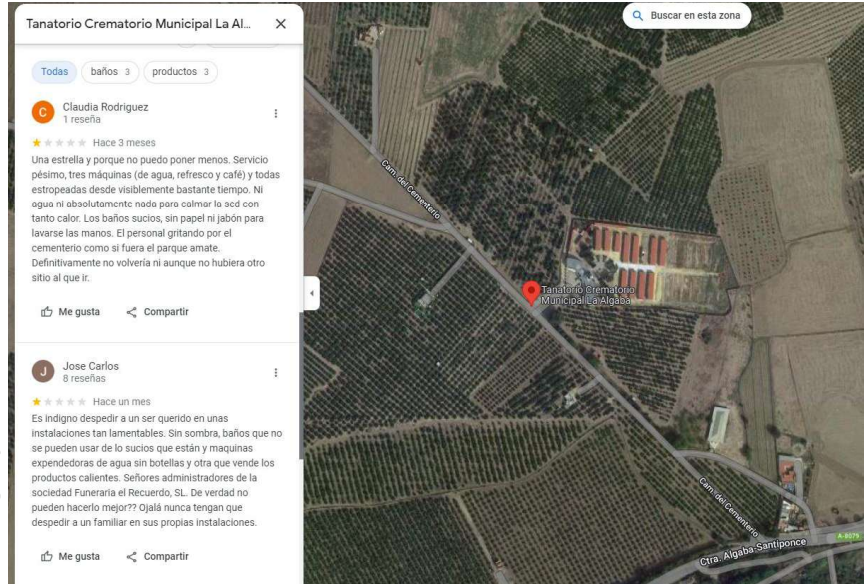 Tanatorio Crematorio Municipal La Al...
Todas
baños 3
productos 3
C
Claudia Rodriguez
1 reseña
Hace 3 meses
Una estrella y porque no puedo poner menos. Servicio
pésimo, tres máquinas (de agua, refresco y café) y todas
estropeadas desde visiblemente bastante tiempo. Ni
agua ni absolutamente nada para calmar la sed con
tanto calor. Los baños sucios, sin papel ni jabón para
lavarse las manos. El personal gritando por el
cementerio como si fuera el parque amate.
Definitivamente no volvería ni aunque no hubiera otro
sitio al que ir.
Me gusta
Compartir
J
Jose Carlos
8 reseñas
Hace un mes
Es indigno despedir a un ser querido en unas
instalaciones tan lamentables. Sin sombra, baños que no
se pueden usar de lo sucios que están y maquinas
expendedoras de agua sin botellas y otra que vende los
productos calientes. Señores administradores de la
sociedad Funeraria el Recuerdo, SL. De verdad no
pueden hacerlo mejor?? Ojalá nunca tengan que
despedir a un familiar en sus propias instalaciones.
Me gusta
Compartir
Buscar en esta zona
Cam. del Cementerio
Tanatorio Crematorio
Municipal La Algaba
Cam. del Cementerio
Ctra. Algaba-Santiponce
A-8079